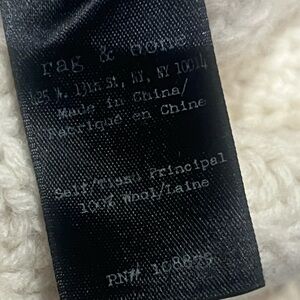 rag & bone
425 W. 13th St, NY, NY 10014
Made in China/
Fabriqué en Chine
Self/Tissu Principal
100% Wool/Laine
RN# 108875